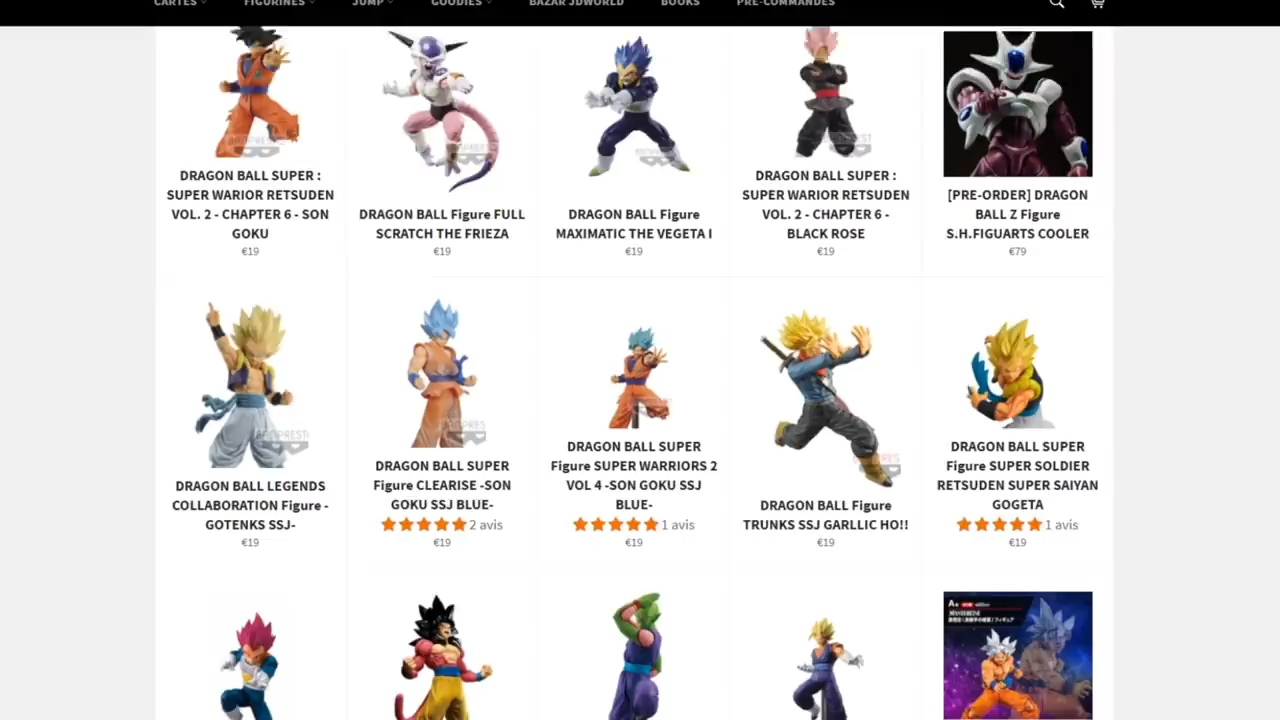 CARTES FIGURINES JUMP GOODIES BAZAR JDWORLD BOOKS PRE-COMMANDES
DRAGON BALL SUPER :
SUPER WARIOR RETSUDEN
VOL. 2 - CHAPTER 6 - SON
GOKU
€19
DRAGON BALL Figure FULL
SCRATCH THE FRIEZA
€19
DRAGON BALL Figure
MAXIMATIC THE VEGETA I
€19
DRAGON BALL SUPER :
SUPER WARIOR RETSUDEN
VOL. 2 - CHAPTER 6 -
BLACK ROSE
€19
[PRE-ORDER] DRAGON
BALL Z Figure
S.H.FIGUARTS COOLER
€79
DRAGON BALL LEGENDS
COLLABORATION Figure -
GOTENKS SSJ-
€19
DRAGON BALL SUPER
Figure CLEARISE -SON
GOKU SSJ BLUE-
2 avis
€19
DRAGON BALL SUPER
Figure SUPER WARRIORS 2
VOL 4 -SON GOKU SSJ
BLUE-
1 avis
€19
DRAGON BALL Figure
TRUNKS SSJ GARLLIC HO!!
€19
DRAGON BALL SUPER
Figure SUPER SOLDIER
RETSUDEN SUPER SAIYAN
GOGETA
1 avis
€19